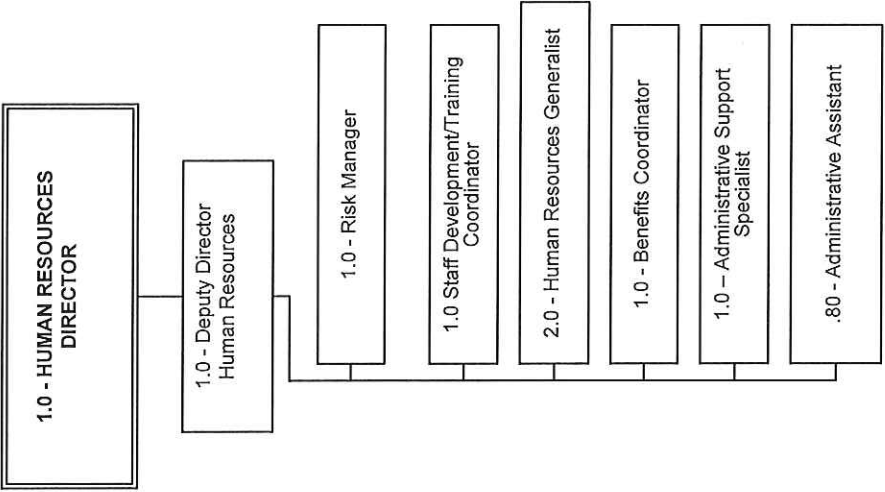 1.0 - HUMAN RESOURCES
DIRECTOR
1.0 - Deputy Director
Human Resources
1.0 - Risk Manager
1.0 Staff Development/Training
Coordinator
2.0 - Human Resources Generalist
1.0 - Benefits Coordinator
1.0 – Administrative Support
Specialist
.80 - Administrative Assistant